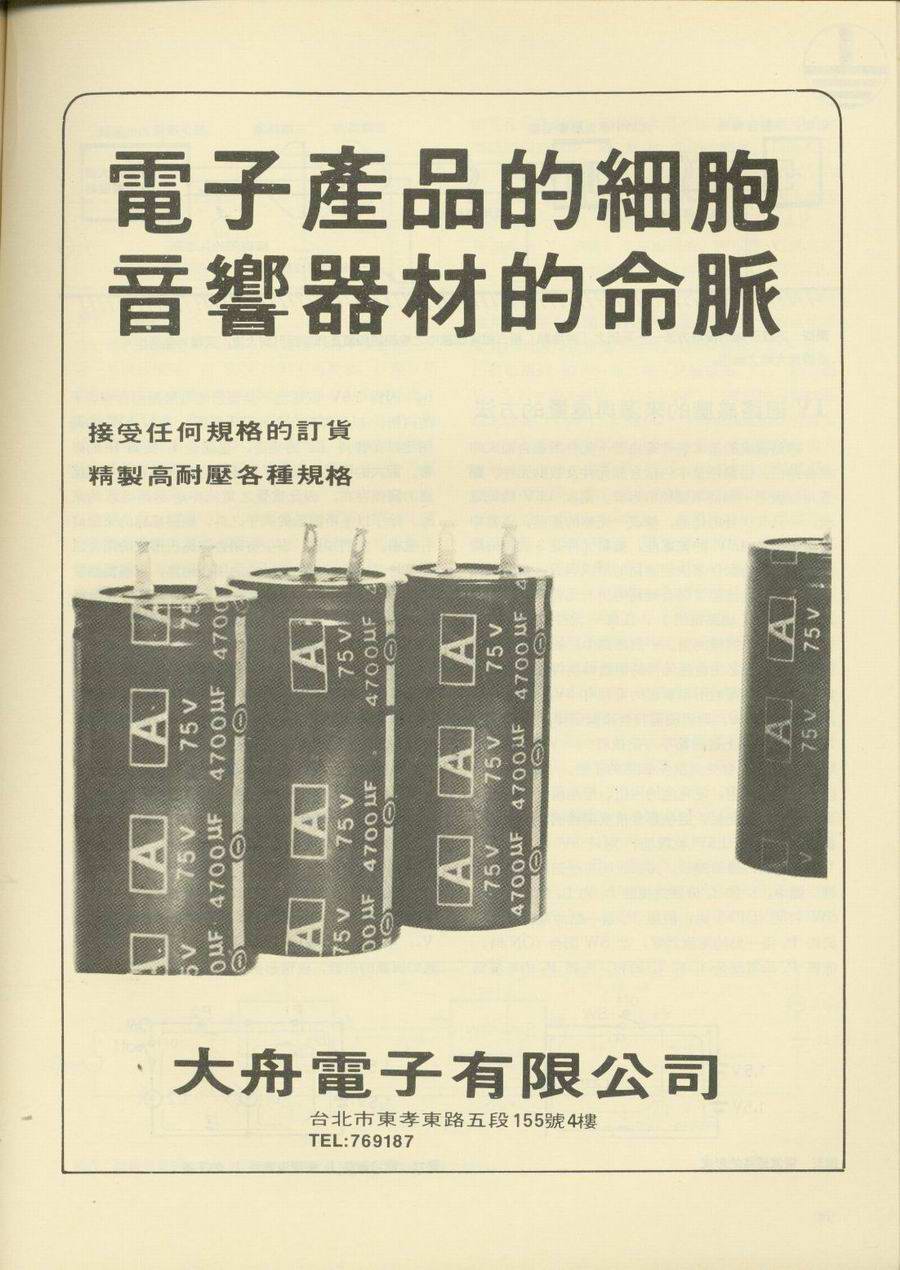 電子產品的細胞
音響器材的命脈
接受任何規格的訂貨
精製高耐壓各種規格
A 75V 4700μF
A 75V 4700μF
A 75V 4700μF
A 75V
大舟電子有限公司
台北市東孝東路五段155號4樓
TEL:769187